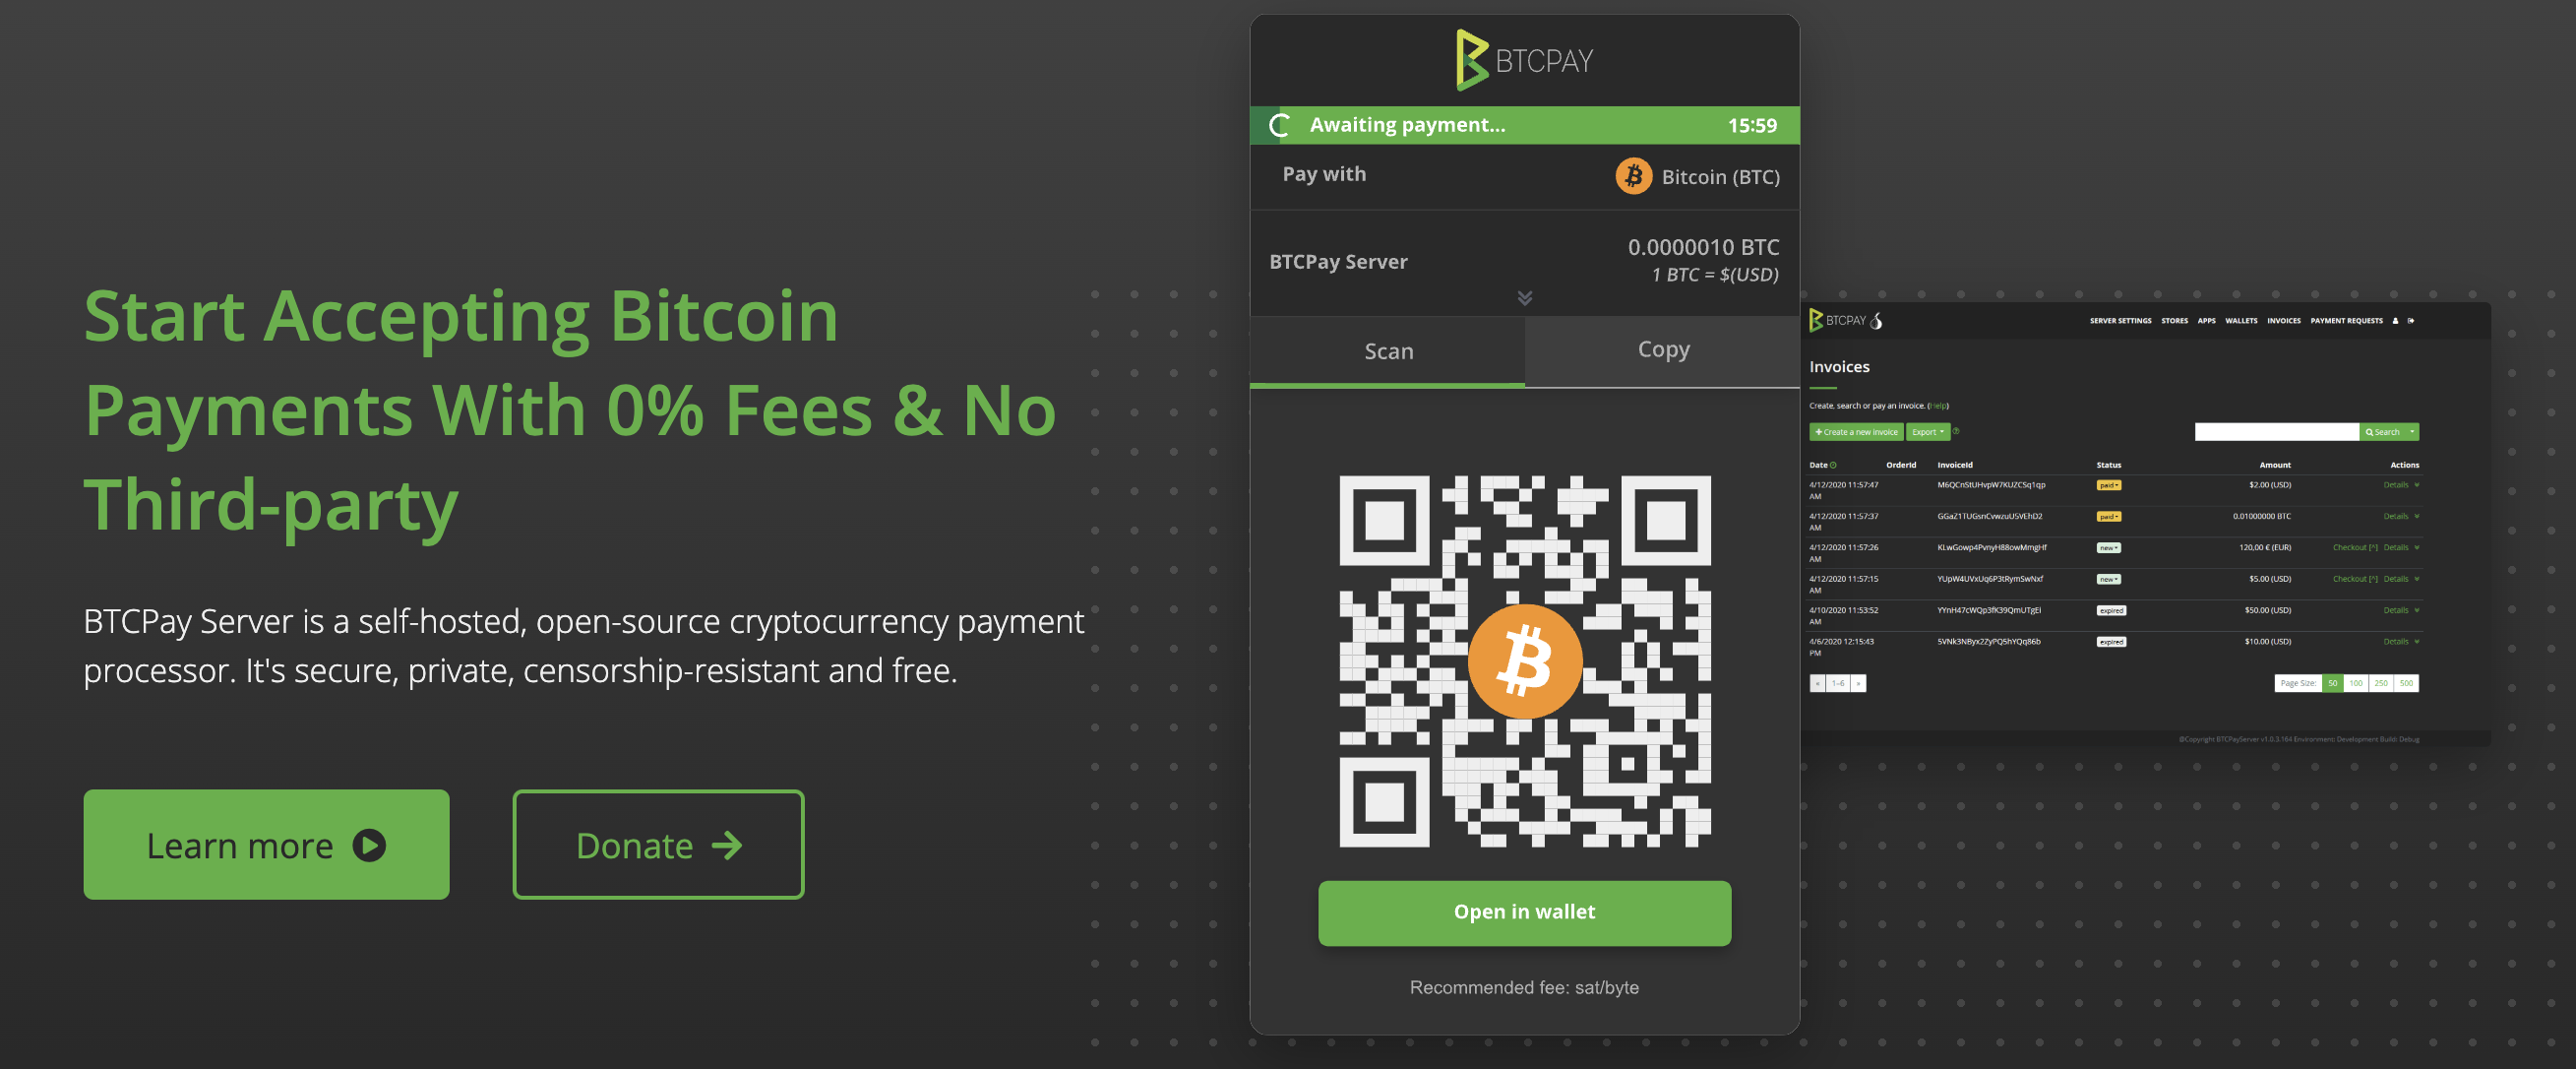 Start Accepting Bitcoin
Payments With 0% Fees & No
Third-party
BTCPay Server is a self-hosted, open-source cryptocurrency payment
processor. It's secure, private, censorship-resistant and free.
Learn more
Donate
BTCPAY
Awaiting payment... 15:59
Pay with Bitcoin (BTC)
BTCPay Server 0.0000010 BTC
1 BTC = $(USD)
Scan Copy
Open in wallet
Recommended fee: sat/byte
BTCPAY SERVER SETTINGS STORES APPS WALLETS INVOICES PAYMENT REQUESTS
Invoices
Create, search or pay an invoice. (Help)
Create a new invoice Export Search
Date OrderId InvoiceId Status Amount Actions
4/12/2020 11:57:47 M6QCnStUHvpW7KUZCSq1qp paid $2.00 (USD) Details
AM
4/12/2020 11:57:37 GGaZ1TUGsnCvwzuU5VEhD2 paid 0.01000000 BTC Details
AM
4/12/2020 11:57:26 KLwGowp4PvnyH88owMmgHf new 120,00 € (EUR) Checkout [^] Details
AM
4/12/2020 11:57:15 YUpW4UVxUq6P3tRymSwNxf new $5.00 (USD) Checkout [^] Details
AM
4/10/2020 11:53:52 YYnH47cWQp3fK39QmUTgEi expired $50.00 (USD) Details
AM
4/6/2020 12:15:43 SVNk3NByx2ZyPQ5hYQq86b expired $10.00 (USD) Details
PM
« 1–6 » Page Size: 50 100 250 500
©Copyright BTCPayServer v1.0.3.164 Environment: Development Build: Debug